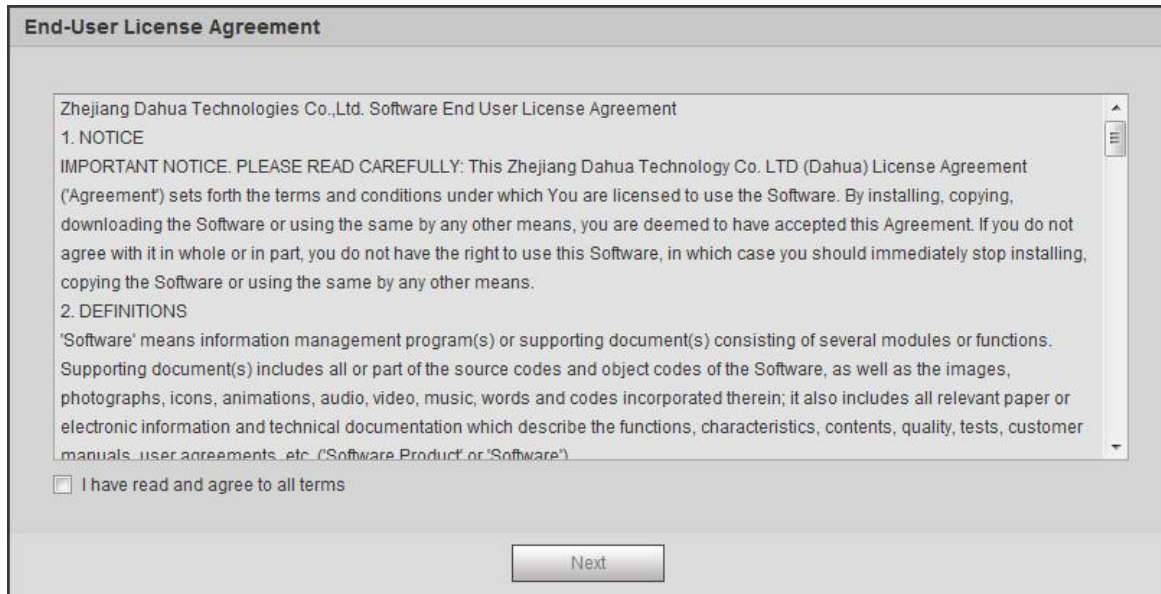 End-User License Agreement
Zhejiang Dahua Technologies Co.,Ltd. Software End User License Agreement
1. NOTICE
IMPORTANT NOTICE. PLEASE READ CAREFULLY: This Zhejiang Dahua Technology Co. LTD (Dahua) License Agreement
('Agreement') sets forth the terms and conditions under which You are licensed to use the Software. By installing, copying,
downloading the Software or using the same by any other means, you are deemed to have accepted this Agreement. If you do not
agree with it in whole or in part, you do not have the right to use this Software, in which case you should immediately stop installing,
copying the Software or using the same by any other means.
2. DEFINITIONS
'Software' means information management program(s) or supporting document(s) consisting of several modules or functions.
Supporting document(s) includes all or part of the source codes and object codes of the Software, as well as the images,
photographs, icons, animations, audio, video, music, words and codes incorporated therein; it also includes all relevant paper or
electronic information and technical documentation which describe the functions, characteristics, contents, quality, tests, customer
manuals, user agreements, etc. ('Software Product' or 'Software')
I have read and agree to all terms
Next